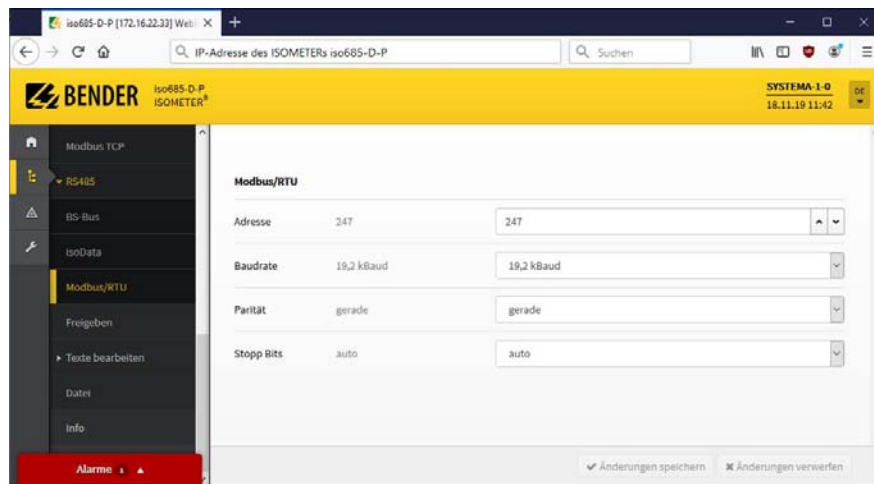 iso685-D-P [172.16.22.33] Web
IP-Adresse des ISOMETERs iso685-D-P
Suchen
BENDER
iso685-D-P
ISOMETER®
SYSTEMA-1-0
18.11.19 11:42
DE
Modbus TCP
RS485
BS-Bus
isoData
Modbus/RTU
Freigeben
Texte bearbeiten
Datei
Info
Alarme 1
Modbus/RTU
Adresse 247 247
Baudrate 19,2 kBaud 19,2 kBaud
Parität gerade gerade
Stopp Bits auto auto
Änderungen speichern Änderungen verwerfen